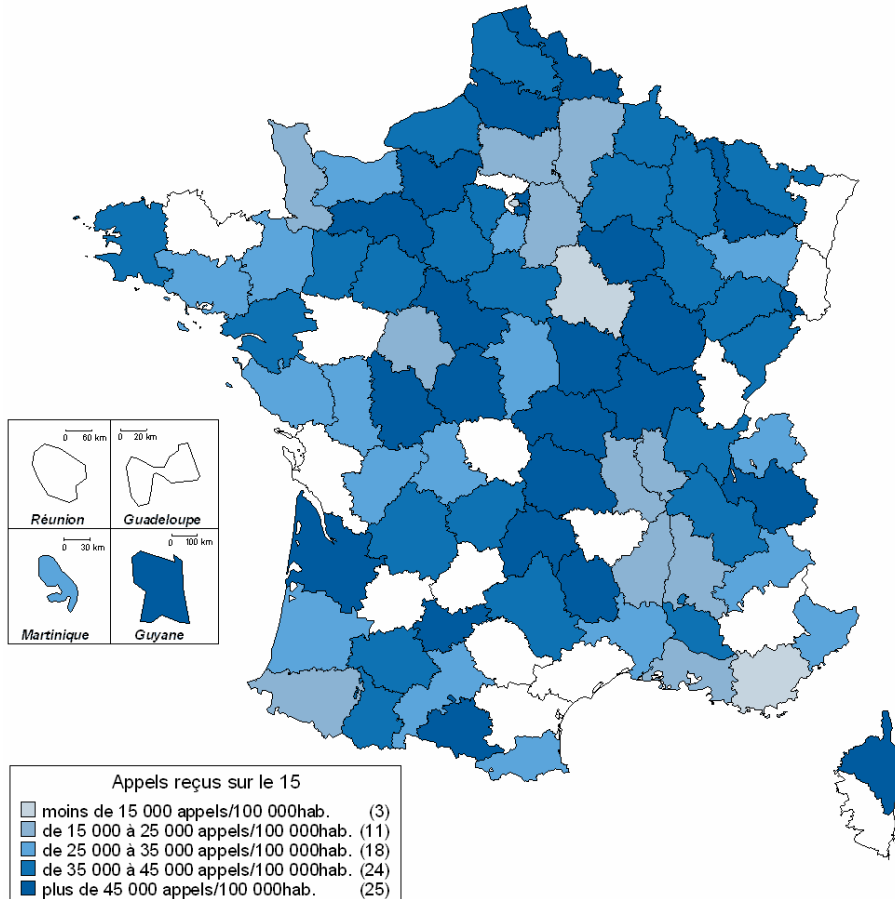 0 60 km
0 20 km
Réunion
Guadeloupe
0 30 km
0 100 km
Martinique
Guyane
Appels reçus sur le 15
moins de 15 000 appels/100 000hab. (3)
de 15 000 à 25 000 appels/100 000hab. (11)
de 25 000 à 35 000 appels/100 000hab. (18)
de 35 000 à 45 000 appels/100 000hab. (24)
plus de 45 000 appels/100 000hab. (25)